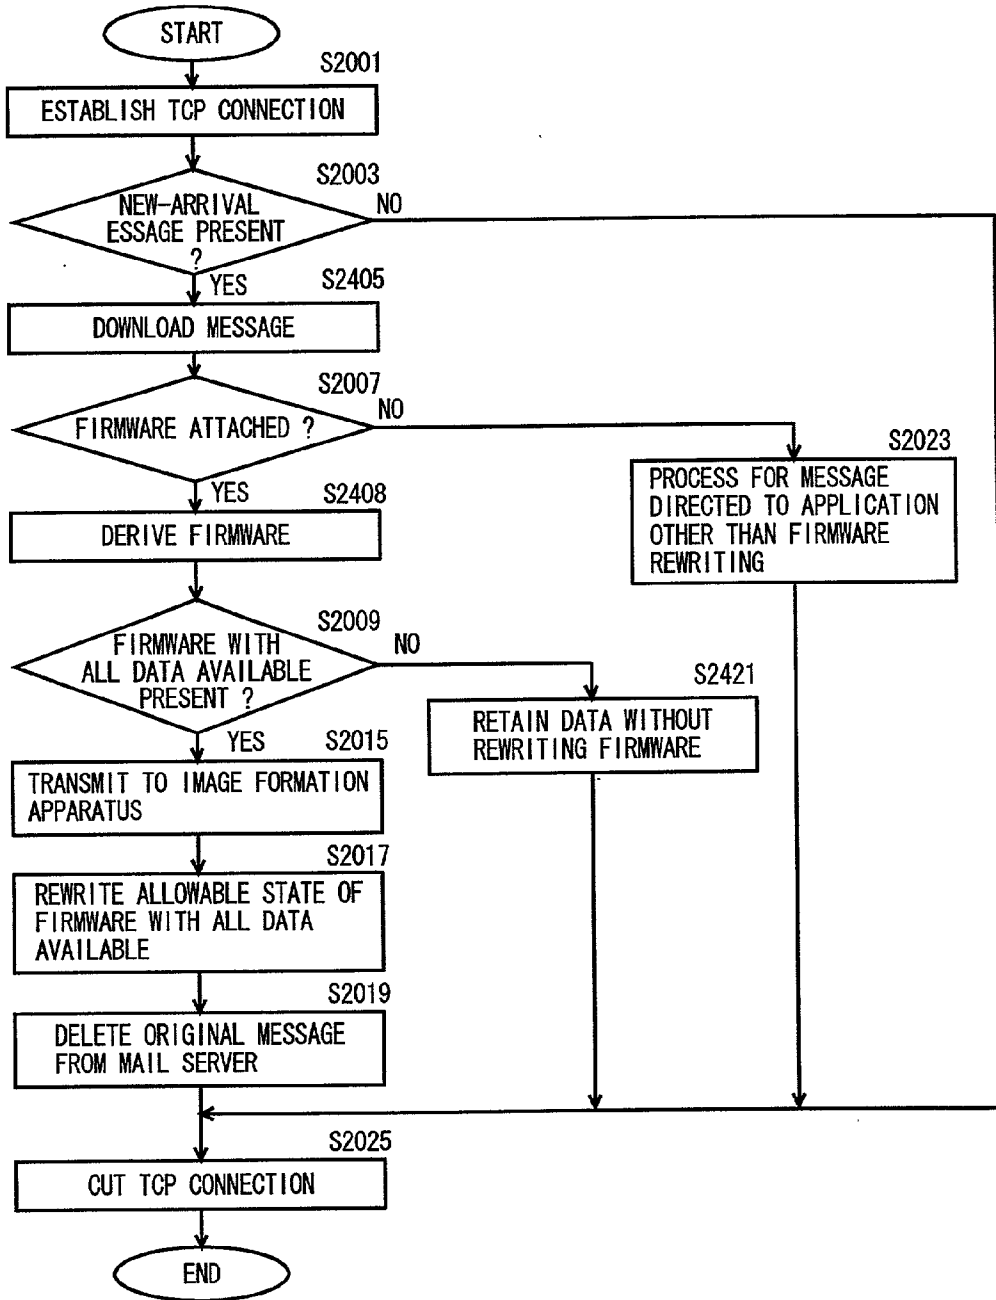 START
S2001
ESTABLISH TCP CONNECTION
S2003
NEW-ARRIVAL
ESSAGE PRESENT
?
NO
YES
S2405
DOWNLOAD MESSAGE
S2007
FIRMWARE ATTACHED ?
NO
YES
S2023
PROCESS FOR MESSAGE
DIRECTED TO APPLICATION
OTHER THAN FIRMWARE
REWRITING
S2408
DERIVE FIRMWARE
S2009
FIRMWARE WITH
ALL DATA AVAILABLE
PRESENT ?
NO
YES
S2421
RETAIN DATA WITHOUT
REWRITING FIRMWARE
S2015
TRANSMIT TO IMAGE FORMATION
APPARATUS
S2017
REWRITE ALLOWABLE STATE OF
FIRMWARE WITH ALL DATA
AVAILABLE
S2019
DELETE ORIGINAL MESSAGE
FROM MAIL SERVER
S2025
CUT TCP CONNECTION
END